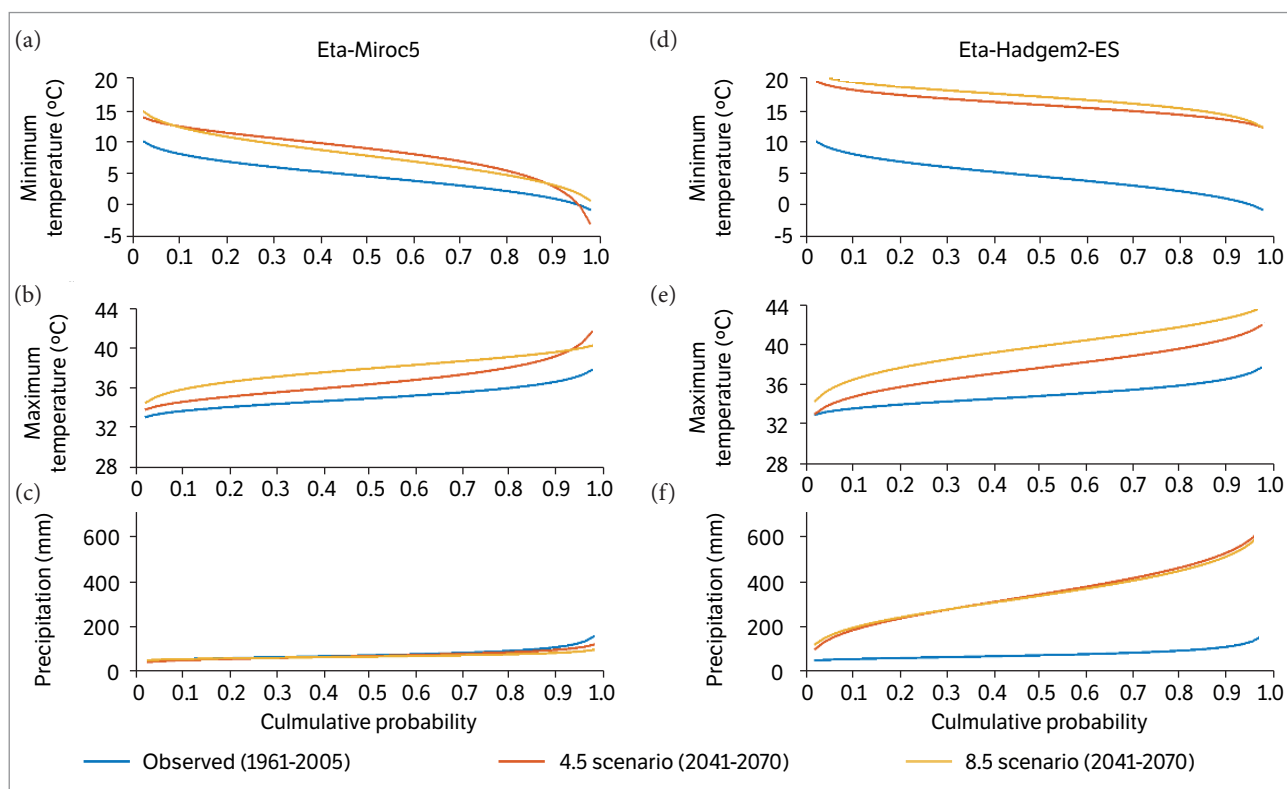 (a)
Eta-Miroc5
Minimum
temperature (ºC)
20
15
10
5
0
-5
0 0.1 0.2 0.3 0.4 0.5 0.6 0.7 0.8 0.9 1.0
(b)
Maximum
temperature (ºC)
44
40
36
32
28
0 0.1 0.2 0.3 0.4 0.5 0.6 0.7 0.8 0.9 1.0
(c)
Precipitation (mm)
600
400
200
0
0 0.1 0.2 0.3 0.4 0.5 0.6 0.7 0.8 0.9 1.0
Culmulative probability
(d)
Eta-Hadgem2-ES
Minimum
temperature (ºC)
20
15
10
5
0
-5
0 0.1 0.2 0.3 0.4 0.5 0.6 0.7 0.8 0.9 1.0
(e)
Maximum
temperature (ºC)
44
40
36
32
28
0 0.1 0.2 0.3 0.4 0.5 0.6 0.7 0.8 0.9 1.0
(f)
Precipitation (mm)
600
400
200
0
0 0.1 0.2 0.3 0.4 0.5 0.6 0.7 0.8 0.9 1.0
Culmulative probability
Observed (1961-2005) 4.5 scenario (2041-2070) 8.5 scenario (2041-2070)